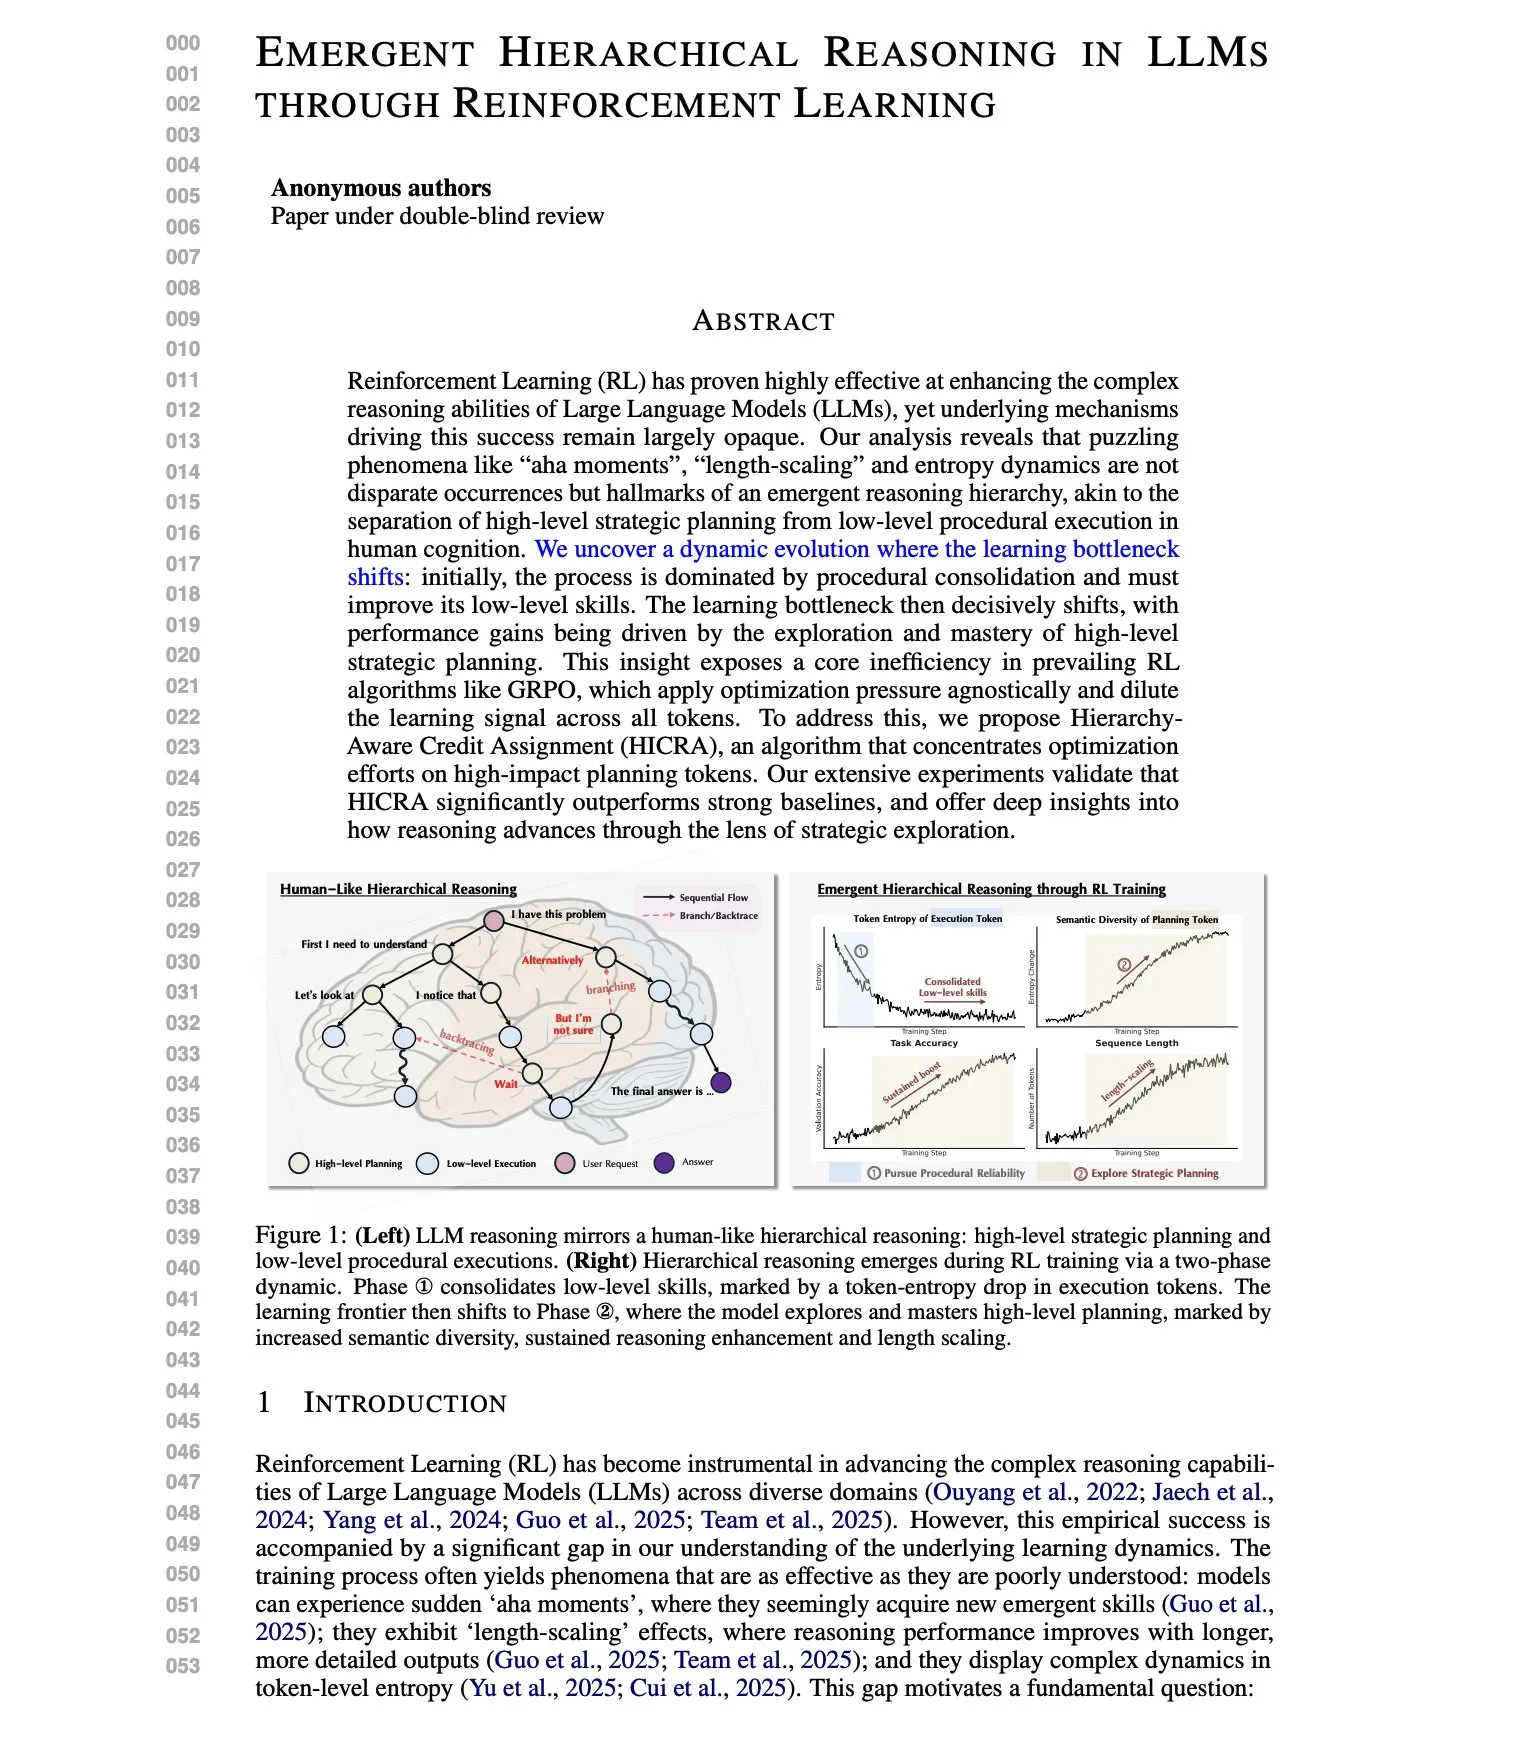 000
001
002
003
004
005
006
007
008
009
010
011
012
013
014
015
016
017
018
019
020
021
022
023
024
025
026
027
028
029
030
031
032
033
034
035
036
037
038
039
040
041
042
043
044
045
046
047
048
049
050
051
052
053
EMERGENT HIERARCHICAL REASONING IN LLMS
THROUGH REINFORCEMENT LEARNING
Anonymous authors
Paper under double-blind review
ABSTRACT
Reinforcement Learning (RL) has proven highly effective at enhancing the complex
reasoning abilities of Large Language Models (LLMs), yet underlying mechanisms
driving this success remain largely opaque. Our analysis reveals that puzzling
phenomena like “aha moments”, “length-scaling” and entropy dynamics are not
disparate occurrences but hallmarks of an emergent reasoning hierarchy, akin to the
separation of high-level strategic planning from low-level procedural execution in
human cognition. We uncover a dynamic evolution where the learning bottleneck
shifts: initially, the process is dominated by procedural consolidation and must
improve its low-level skills. The learning bottleneck then decisively shifts, with
performance gains being driven by the exploration and mastery of high-level
strategic planning. This insight exposes a core inefficiency in prevailing RL
algorithms like GRPO, which apply optimization pressure agnostically and dilute
the learning signal across all tokens. To address this, we propose Hierarchy-
Aware Credit Assignment (HICRA), an algorithm that concentrates optimization
efforts on high-impact planning tokens. Our extensive experiments validate that
HICRA significantly outperforms strong baselines, and offer deep insights into
how reasoning advances through the lens of strategic exploration.
Human-Like Hierarchical Reasoning
Sequential Flow
Branch/Backtrace
I have this problem
First I need to understand
Alternatively
Let's look at
I notice that
branching
But I'm
not sure
backtracing
Wait
The final answer is ...
High-level Planning
Low-level Execution
User Request
Answer
Emergent Hierarchical Reasoning through RL Training
Token Entropy of Execution Token
Entropy
①
Consolidated
Low-level skills
Training Step
Semantic Diversity of Planning Token
Entropy Change
②
Training Step
Task Accuracy
Validation Accuracy
Sustained boost
Training Step
Sequence Length
Number of Tokens
length-scaling
Training Step
① Pursue Procedural Reliability
② Explore Strategic Planning
Figure 1: (Left) LLM reasoning mirrors a human-like hierarchical reasoning: high-level strategic planning and
low-level procedural executions. (Right) Hierarchical reasoning emerges during RL training via a two-phase
dynamic. Phase ① consolidates low-level skills, marked by a token-entropy drop in execution tokens. The
learning frontier then shifts to Phase ②, where the model explores and masters high-level planning, marked by
increased semantic diversity, sustained reasoning enhancement and length scaling.
1 INTRODUCTION
Reinforcement Learning (RL) has become instrumental in advancing the complex reasoning capabili-
ties of Large Language Models (LLMs) across diverse domains (Ouyang et al., 2022; Jaech et al.,
2024; Yang et al., 2024; Guo et al., 2025; Team et al., 2025). However, this empirical success is
accompanied by a significant gap in our understanding of the underlying learning dynamics. The
training process often yields phenomena that are as effective as they are poorly understood: models
can experience sudden ‘aha moments’, where they seemingly acquire new emergent skills (Guo et al.,
2025); they exhibit ‘length-scaling’ effects, where reasoning performance improves with longer,
more detailed outputs (Guo et al., 2025; Team et al., 2025); and they display complex dynamics in
token-level entropy (Yu et al., 2025; Cui et al., 2025). This gap motivates a fundamental question: